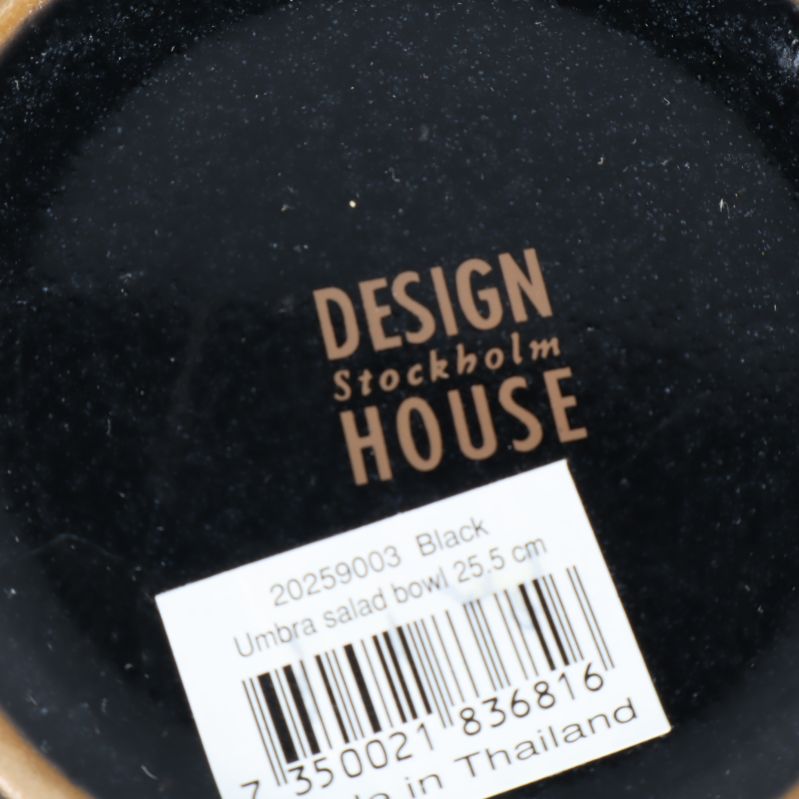 DESIGN
Stockholm
HOUSE
20259003 Black
Umbra salad bowl 25.5 cm
7 350021 836816
in Thailand